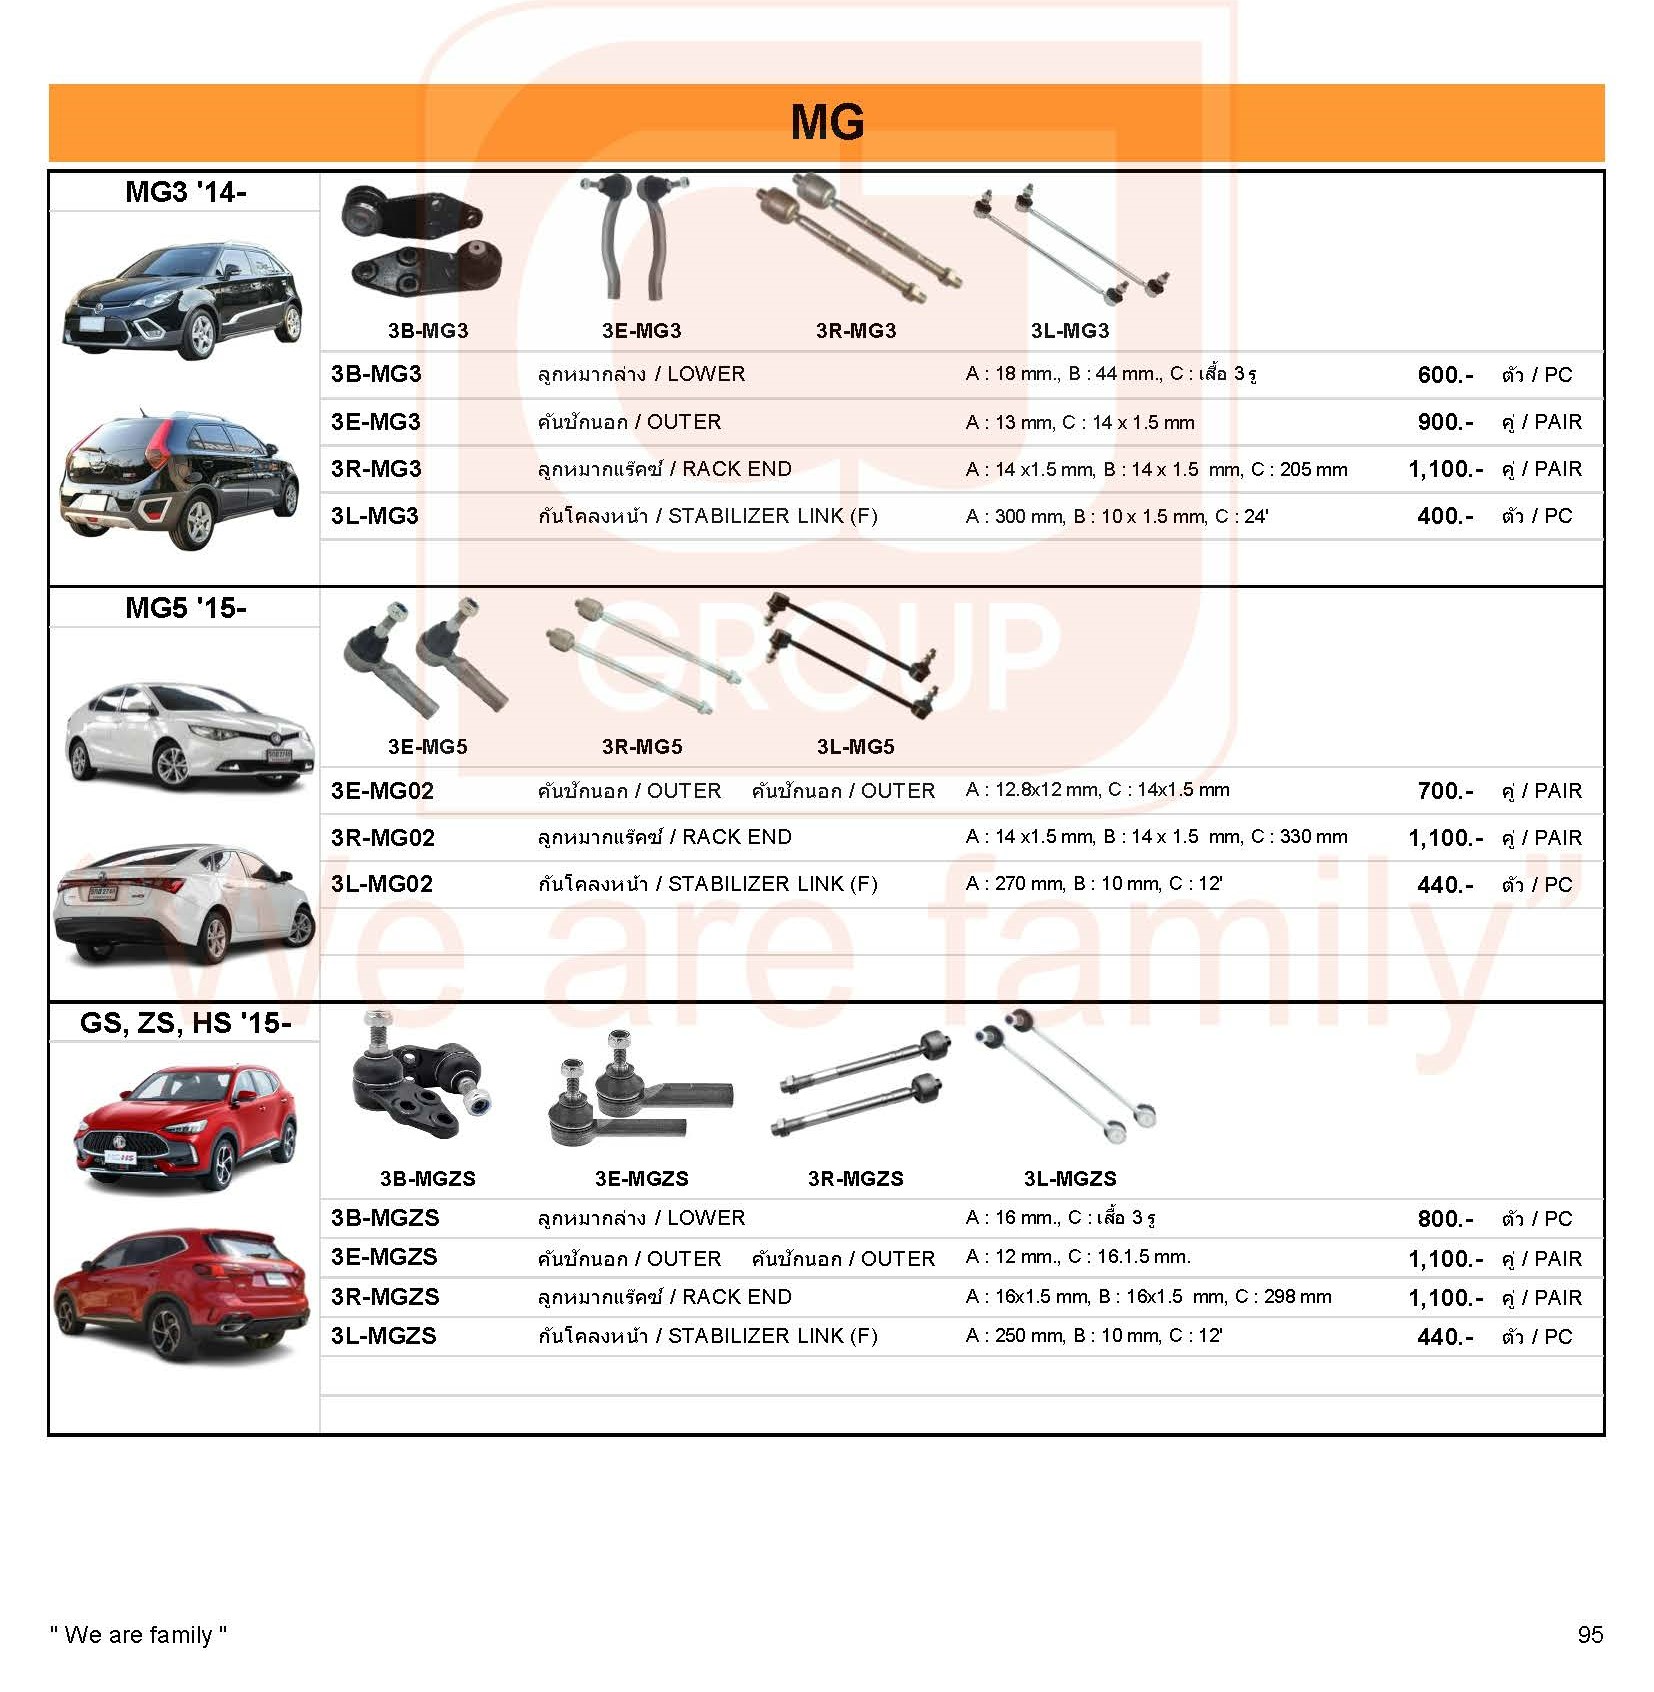 MG
MG3 '14-
3B-MG3 3E-MG3 3R-MG3 3L-MG3
3B-MG3 ลูกหมากล่าง / LOWER A : 18 mm., B : 44 mm., C : เสื้อ 3 รู 600.- ตัว / PC
3E-MG3 คันชักนอก / OUTER A : 13 mm, C : 14 x 1.5 mm 900.- คู่ / PAIR
3R-MG3 ลูกหมากแร๊คซ์ / RACK END A : 14 x1.5 mm, B : 14 x 1.5 mm, C : 205 mm 1,100.- คู่ / PAIR
3L-MG3 กันโคลงหน้า / STABILIZER LINK (F) A : 300 mm, B : 10 x 1.5 mm, C : 24' 400.- ตัว / PC
GROUP
MG5 '15-
3E-MG5 3R-MG5 3L-MG5
3E-MG02 คันชักนอก / OUTER คันชักนอก / OUTER A : 12.8x12 mm, C : 14x1.5 mm 700.- คู่ / PAIR
3R-MG02 ลูกหมากแร๊คซ์ / RACK END A : 14 x1.5 mm, B : 14 x 1.5 mm, C : 330 mm 1,100.- คู่ / PAIR
3L-MG02 กันโคลงหน้า / STABILIZER LINK (F) A : 270 mm, B : 10 mm, C : 12' 440.- ตัว / PC
“We are family”
GS, ZS, HS '15-
3B-MGZS 3E-MGZS 3R-MGZS 3L-MGZS
3B-MGZS ลูกหมากล่าง / LOWER A : 16 mm., C : เสื้อ 3 รู 800.- ตัว / PC
3E-MGZS คันชักนอก / OUTER คันชักนอก / OUTER A : 12 mm., C : 16.1.5 mm. 1,100.- คู่ / PAIR
3R-MGZS ลูกหมากแร๊คซ์ / RACK END A : 16x1.5 mm, B : 16x1.5 mm, C : 298 mm 1,100.- คู่ / PAIR
3L-MGZS กันโคลงหน้า / STABILIZER LINK (F) A : 250 mm, B : 10 mm, C : 12' 440.- ตัว / PC
" We are family " 95